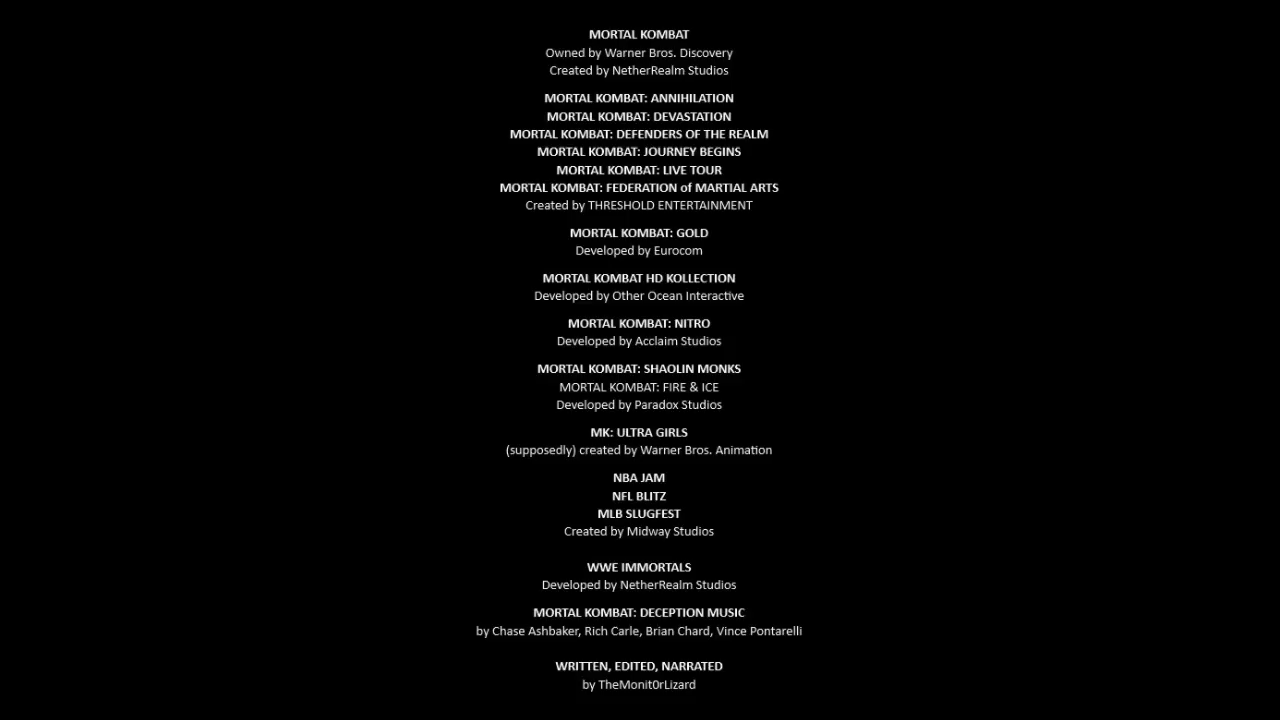 MORTAL KOMBAT
Owned by Warner Bros. Discovery
Created by NetherRealm Studios
MORTAL KOMBAT: ANNIHILATION
MORTAL KOMBAT: DEVASTATION
MORTAL KOMBAT: DEFENDERS OF THE REALM
MORTAL KOMBAT: JOURNEY BEGINS
MORTAL KOMBAT: LIVE TOUR
MORTAL KOMBAT: FEDERATION of MARTIAL ARTS
Created by THRESHOLD ENTERTAINMENT
MORTAL KOMBAT: GOLD
Developed by Eurocom
MORTAL KOMBAT HD KOLLECTION
Developed by Other Ocean Interactive
MORTAL KOMBAT: NITRO
Developed by Acclaim Studios
MORTAL KOMBAT: SHAOLIN MONKS
MORTAL KOMBAT: FIRE & ICE
Developed by Paradox Studios
MK: ULTRA GIRLS
(supposedly) created by Warner Bros. Animation
NBA JAM
NFL BLITZ
MLB SLUGFEST
Created by Midway Studios
WWE IMMORTALS
Developed by NetherRealm Studios
MORTAL KOMBAT: DECEPTION MUSIC
by Chase Ashbaker, Rich Carle, Brian Chard, Vince Pontarelli
WRITTEN, EDITED, NARRATED
by TheMonit0rLizard